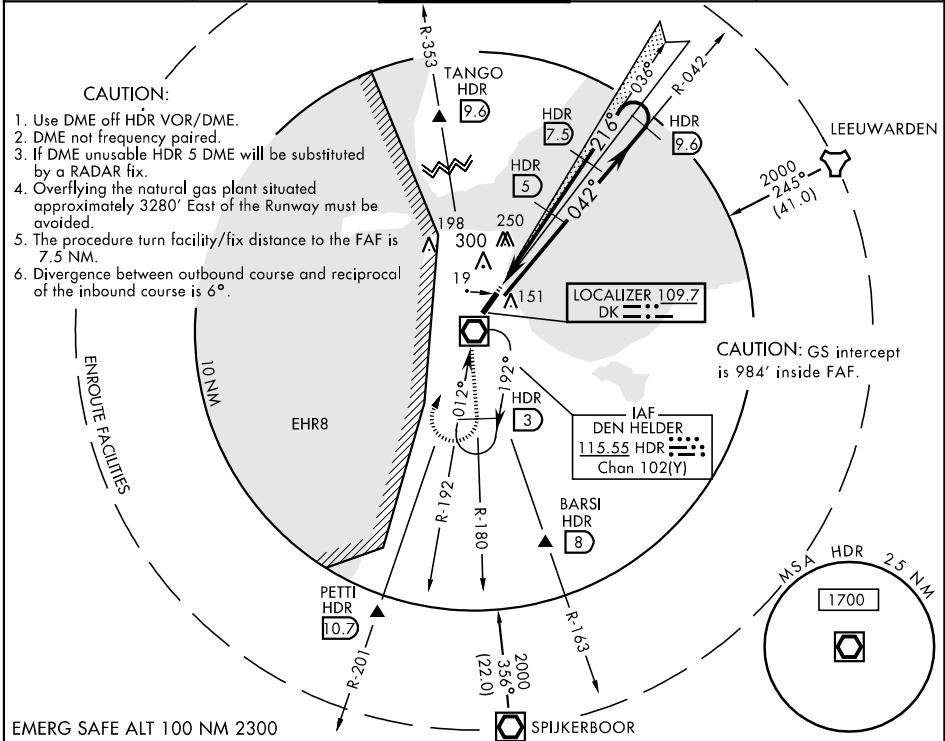 CAUTION:
1. Use DME off HDR VOR/DME.
2. DME not frequency paired.
3. If DME unusable HDR 5 DME will be substituted
by a RADAR fix.
4. Overflying the natural gas plant situated
approximately 3280' East of the Runway must be
avoided.
5. The procedure turn facility/fix distance to the FAF is
7.5 NM.
6. Divergence between outbound course and reciprocal
of the inbound course is 6°.
R-353
TANGO
HDR
9.6
HDR
7.5
HDR
5
216°
036°
042°
R-042
HDR
9.6
LEEUWARDEN
2000
245°
(41.0)
198
250
300
19
151
LOCALIZER 109.7
DK
CAUTION: GS intercept
is 984' inside FAF.
10 NM
EHR8
ENROUTE FACILITIES
012°
192°
HDR
3
IAF
DEN HELDER
115.55 HDR
Chan 102(Y)
R-192
R-180
BARSI
HDR
8
R-163
PETTI
HDR
10.7
R-201
2000
356°
(22.0)
SPIJKERBOOR
MSA HDR 25 NM
1700
EMERG SAFE ALT 100 NM 2300